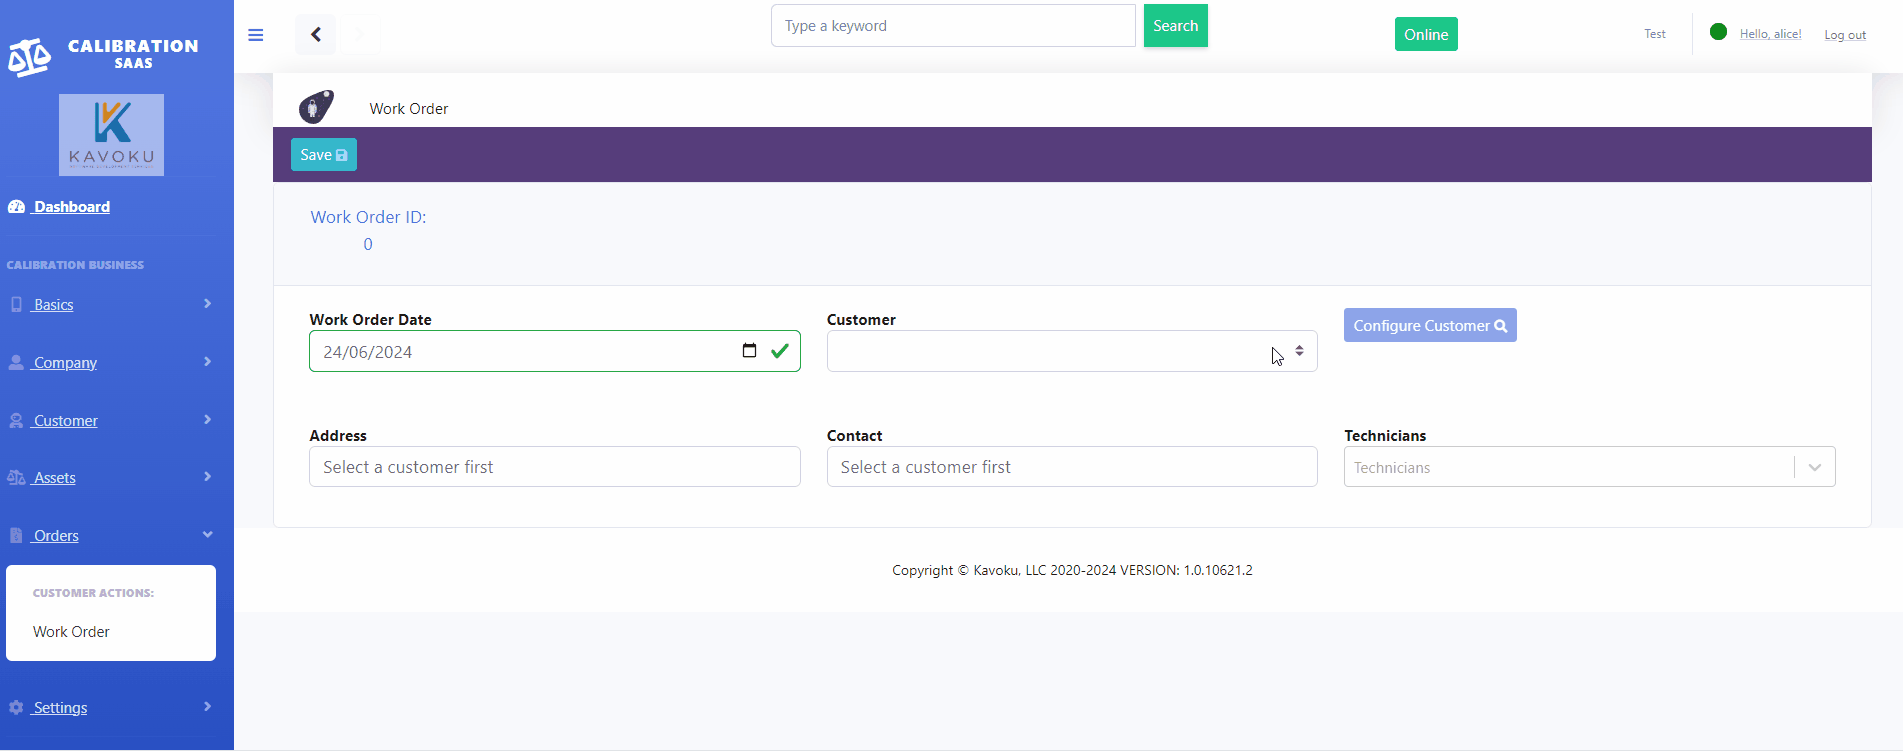 CALIBRATION
SAAS
KAVOKU
Dashboard
CALIBRATION BUSINESS
Basics
Company
Customer
Assets
Orders
CUSTOMER ACTIONS:
Work Order
Settings
Type a keyword
Search
Online
Test
Hello, alice!
Log out
Work Order
Save
Work Order ID:
0
Work Order Date
24/06/2024
Customer
Configure Customer
Address
Select a customer first
Contact
Select a customer first
Technicians
Technicians
Copyright © Kavoku, LLC 2020-2024 VERSION: 1.0.10621.2